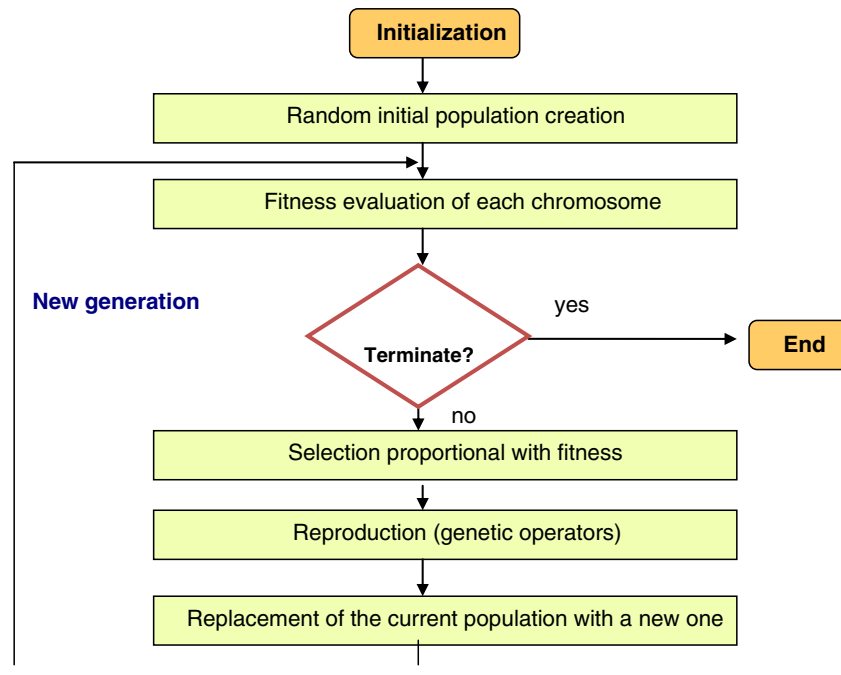 Initialization
Random initial population creation
Fitness evaluation of each chromosome
New generation
yes
Terminate?
End
no
Selection proportional with fitness
Reproduction (genetic operators)
Replacement of the current population with a new one